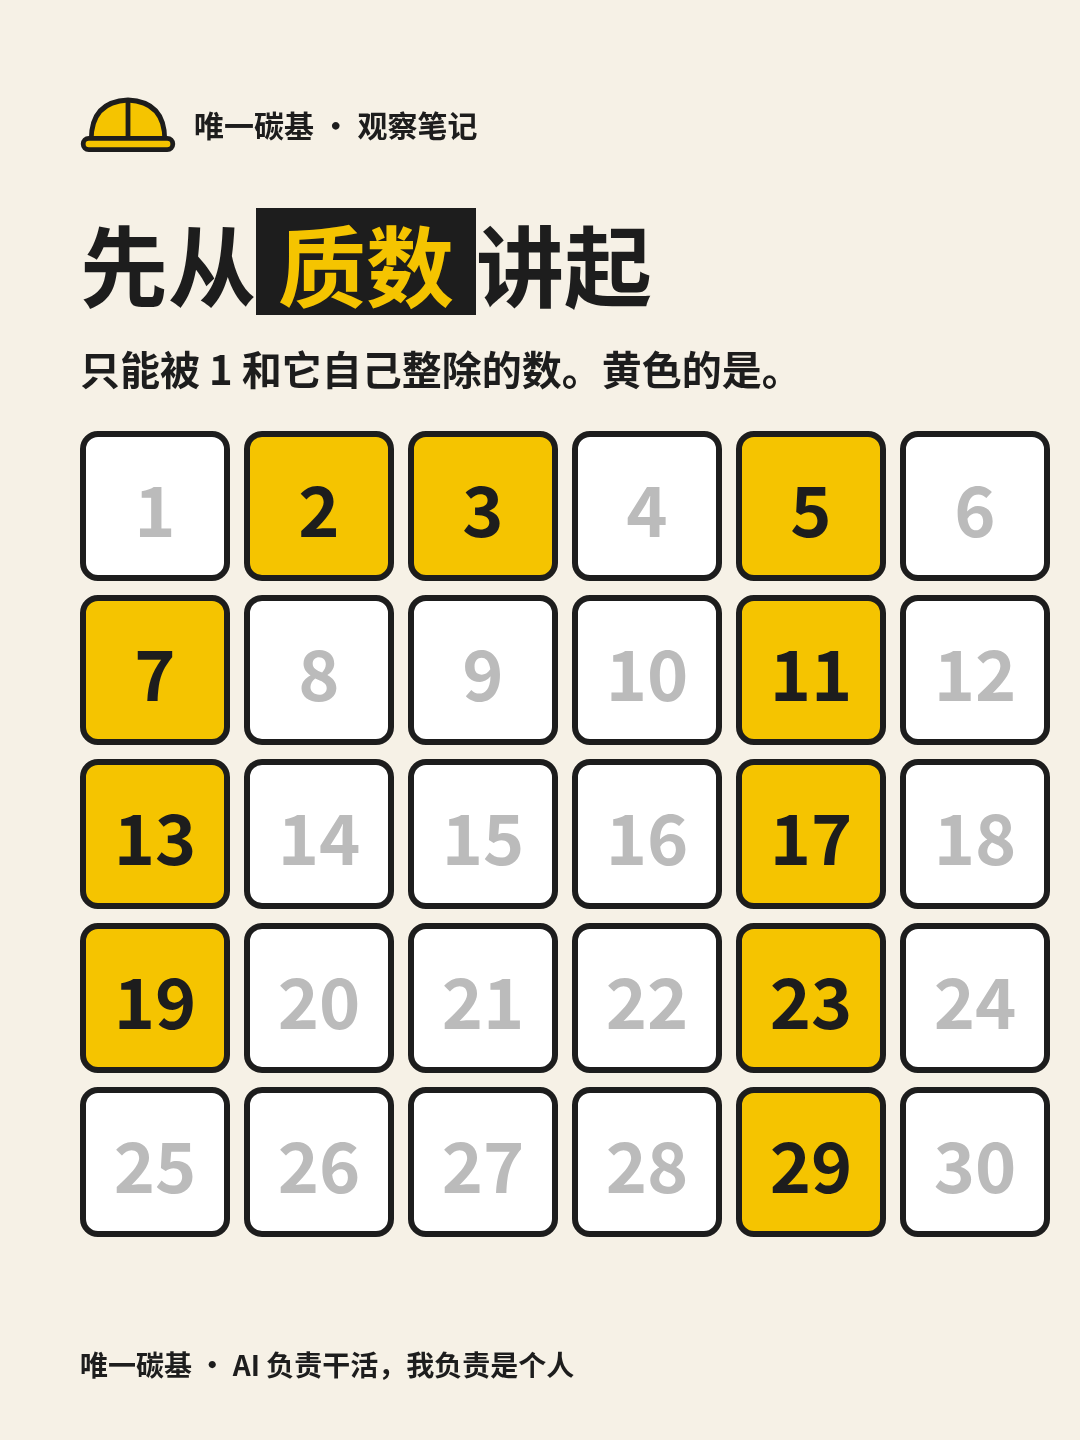 唯一碳基 · 观察笔记
先从 质数 讲起
只能被 1 和它自己整除的数。黄色的是。
1 2 3 4 5 6
7 8 9 10 11 12
13 14 15 16 17 18
19 20 21 22 23 24
25 26 27 28 29 30
唯一碳基 · AI 负责干活，我负责是个人